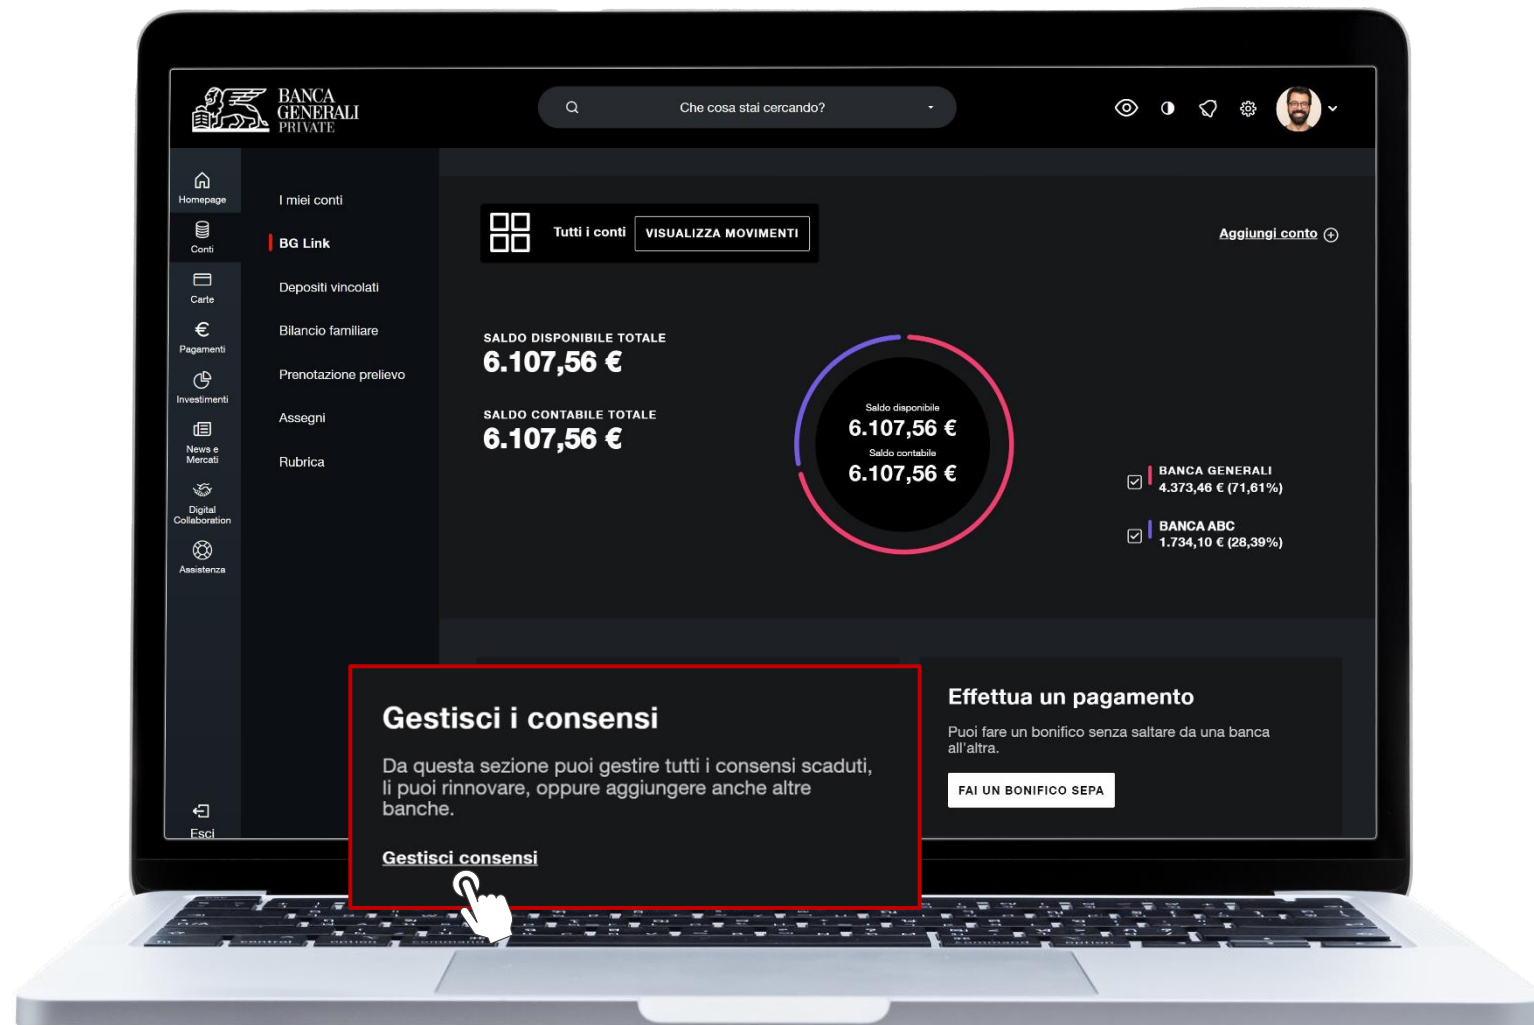 BANCA
GENERALI
PRIVATE
Che cosa stai cercando?
Homepage
Conti
Carte
€
Pagamenti
Investimenti
News e
Mercati
Digital
Collaboration
Assistenza
Esci
I miei conti
BG Link
Depositi vincolati
Bilancio familiare
Prenotazione prelievo
Assegni
Rubrica
Tutti i conti
VISUALIZZA MOVIMENTI
Aggiungi conto
SALDO DISPONIBILE TOTALE
6.107,56 €
SALDO CONTABILE TOTALE
6.107,56 €
Saldo disponibile
6.107,56 €
Saldo contabile
6.107,56 €
BANCA GENERALI
4.373,46 € (71,61%)
BANCA ABC
1.734,10 € (28,39%)
Gestisci i consensi
Da questa sezione puoi gestire tutti i consensi scaduti,
li puoi rinnovare, oppure aggiungere anche altre
banche.
Gestisci consensi
Effettua un pagamento
Puoi fare un bonifico senza saltare da una banca
all'altra.
FAI UN BONIFICO SEPA
control
option
command
command
option